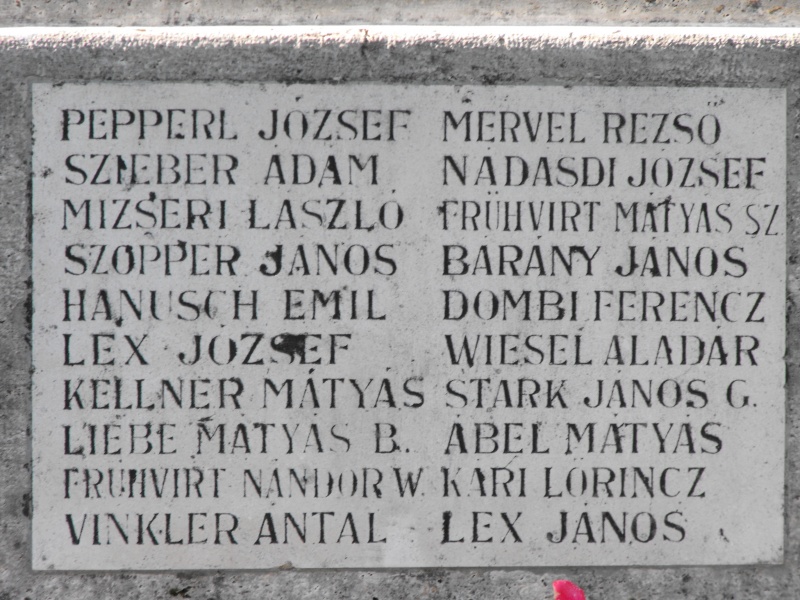 PEPPERL JÓZSEF
SZIEBER ÁDÁM
MIZSERI LÁSZLÓ
SZOPPER JÁNOS
HANUSCH EMIL
LEX JÓZSEF
KELLNER MÁTYÁS
LIEBE MÁTYÁS B.
FRÜHVIRT NÁNDOR W.
VINKLER ANTAL
MERVEL REZSŐ
NÁDASDI JÓZSEF
FRÜHVIRT MÁTYÁS SZ.
BARÁNY JÁNOS
DOMBI FERENCZ
WIESEL ALADÁR
STARK JÁNOS G.
ÁBEL MÁTYÁS
KARI LŐRINCZ
LEX JÁNOS